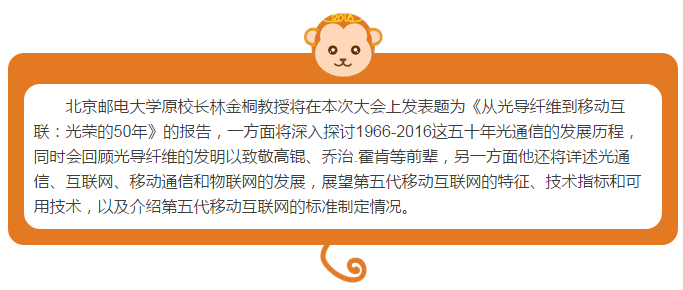 2016
北京邮电大学原校长林金桐教授将在本次大会上发表题为《从光导纤维到移动互
联：光荣的50年》的报告，一方面将深入探讨1966-2016这五十年光通信的发展历程，
同时会回顾光导纤维的发明以致敬高锟、乔治.霍肯等前辈，另一方面他还将详述光通
信、互联网、移动通信和物联网的发展，展望第五代移动互联网的特征、技术指标和可
用技术，以及介绍第五代移动互联网的标准制定情况。